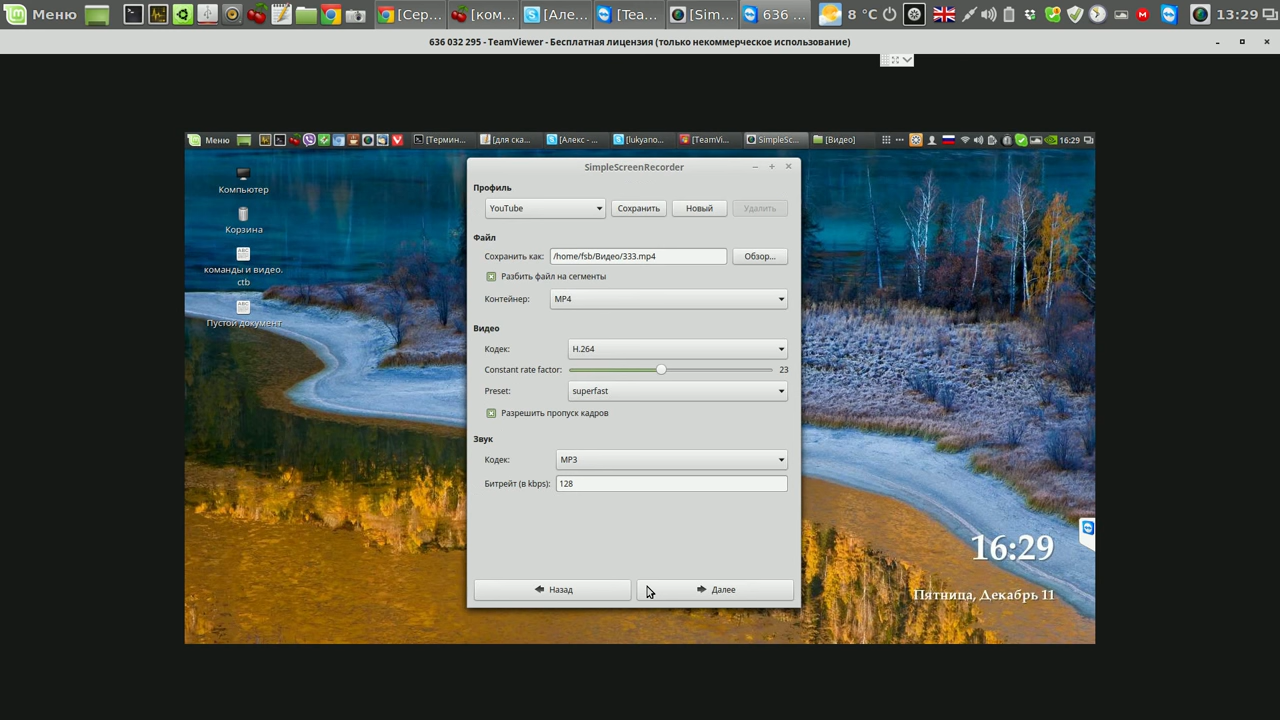 Меню
[Сер...
[ком...
[Але...
[Tea...
[Sim...
636 ...
8 °C
13:29
636 032 295 - TeamViewer - Бесплатная лицензия (только некоммерческое использование)
Меню
[Термин...
[для ска...
[Алекс - ...
[lukyano...
[TeamVi...
SimpleSc...
[Видео]
16:29
SimpleScreenRecorder
Компьютер
Корзина
команды и видео.
ctb
Пустой документ
Профиль
YouTube
Сохранить
Новый
Удалить
Файл
Сохранить как:
/home/fsb/Видео/333.mp4
Обзор...
Разбить файл на сегменты
Контейнер:
MP4
Видео
Кодек:
H.264
Constant rate factor:
23
Preset:
superfast
Разрешить пропуск кадров
Звук
Кодек:
MP3
Битрейт (в kbps):
128
Назад
Далее
16:29
Пятница, Декабрь 11